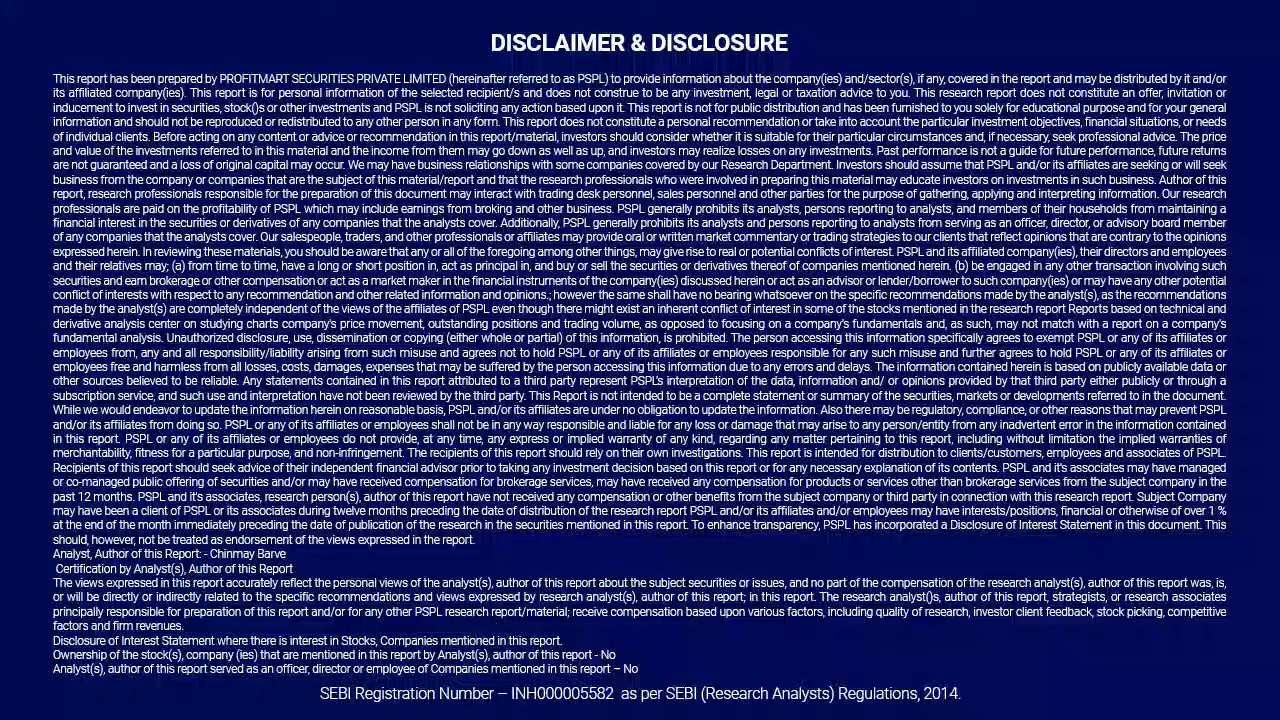 DISCLAIMER & DISCLOSURE
This report has been prepared by PROFITMART SECURITIES PRIVATE LIMITED (hereinafter referred to as PSPL) to provide information about the company(ies) and/sector(s), if any, covered in the report and may be distributed by it and/or
its affiliated company(ies). This report is for personal information of the selected recipient/s and does not construe to be any investment, legal or taxation advice to you. This research report does not constitute an offer, invitation or
inducement to invest in securities, stock()s or other investments and PSPL is not soliciting any action based upon it. This report is not for public distribution and has been furnished to you solely for educational purpose and for your general
information and should not be reproduced or redistributed to any other person in any form. This report does not constitute a personal recommendation or take into account the particular investment objectives, financial situations, or needs
of individual clients. Before acting on any content or advice or recommendation in this report/material, investors should consider whether it is suitable for their particular circumstances and, if necessary, seek professional advice. The price
and value of the investments referred to in this material and the income from them may go down as well as up, and investors may realize losses on any investments. Past performance is not a guide for future performance, future returns
are not guaranteed and a loss of original capital may occur. We may have business relationships with some companies covered by our Research Department. Investors should assume that PSPL and/or its affiliates are seeking or will seek
business from the company or companies that are the subject of this material/report and that the research professionals who were involved in preparing this material may educate investors on investments in such business. Author of this
report, research professionals responsible for the preparation of this document may interact with trading desk personnel, sales personnel and other parties for the purpose of gathering, applying and interpreting information. Our research
professionals are paid on the profitability of PSPL which may include earnings from broking and other business. PSPL generally prohibits its analysts, persons reporting to analysts, and members of their households from maintaining a
financial interest in the securities or derivatives of any companies that the analysts cover. Additionally, PSPL generally prohibits its analysts and persons reporting to analysts from serving as an officer, director, or advisory board member
of any companies that the analysts cover. Our salespeople, traders, and other professionals or affiliates may provide oral or written market commentary or trading strategies to our clients that reflect opinions that are contrary to the opinions
expressed herein. In reviewing these materials, you should be aware that any or all of the foregoing among other things, may give rise to real or potential conflicts of interest. PSPL and its affiliated company(ies), their directors and employees
and their relatives may; (a) from time to time, have a long or short position in, act as principal in, and buy or sell the securities or derivatives thereof of companies mentioned herein. (b) be engaged in any other transaction involving such
securities and earn brokerage or other compensation or act as a market maker in the financial instruments of the company(ies) discussed herein or act as an advisor or lender/borrower to such company(ies) or may have any other potential
conflict of interests with respect to any recommendation and other related information and opinions.; however the same shall have no bearing whatsoever on the specific recommendations made by the analyst(s), as the recommendations
made by the analyst(s) are completely independent of the views of the affiliates of PSPL even though there might exist an inherent conflict of interest in some of the stocks mentioned in the research report Reports based on technical and
derivative analysis center on studying charts company's price movement, outstanding positions and trading volume, as opposed to focusing on a company's fundamentals and, as such, may not match with a report on a company's
fundamental analysis. Unauthorized disclosure, use, dissemination or copying (either whole or partial) of this information, is prohibited. The person accessing this information specifically agrees to exempt PSPL or any of its affiliates or
employees from, any and all responsibility/liability arising from such misuse and agrees not to hold PSPL or any of its affiliates or employees responsible for any such misuse and further agrees to hold PSPL or any of its affiliates or
employees free and harmless from all losses, costs, damages, expenses that may be suffered by the person accessing this information due to any errors and delays. The information contained herein is based on publicly available data or
other sources believed to be reliable. Any statements contained in this report attributed to a third party represent PSPL's interpretation of the data, information and/ or opinions provided by that third party either publicly or through a
subscription service, and such use and interpretation have not been reviewed by the third party. This Report is not intended to be a complete statement or summary of the securities, markets or developments referred to in the document.
While we would endeavor to update the information herein on reasonable basis, PSPL and/or its affiliates are under no obligation to update the information. Also there may be regulatory, compliance, or other reasons that may prevent PSPL
and/or its affiliates from doing so. PSPL or any of its affiliates or employees shall not be in any way responsible and liable for any loss or damage that may arise to any person/entity from any inadvertent error in the information contained
in this report. PSPL or any of its affiliates or employees do not provide, at any time, any express or implied warranty of any kind, regarding any matter pertaining to this report, including without limitation the implied warranties of
merchantability, fitness for a particular purpose, and non-infringement. The recipients of this report should rely on their own investigations. This report is intended for distribution to clients/customers, employees and associates of PSPL.
Recipients of this report should seek advice of their independent financial advisor prior to taking any investment decision based on this report or for any necessary explanation of its contents. PSPL and it's associates may have managed
or co-managed public offering of securities and/or may have received compensation for brokerage services, may have received any compensation for products or services other than brokerage services from the subject company in the
past 12 months. PSPL and it's associates, research person(s), author of this report have not received any compensation or other benefits from the subject company or third party in connection with this research report. Subject Company
may have been a client of PSPL or its associates during twelve months preceding the date of distribution of the research report PSPL and/or its affiliates and/or employees may have interests/positions, financial or otherwise of over 1 %
at the end of the month immediately preceding the date of publication of the research in the securities mentioned in this report. To enhance transparency, PSPL has incorporated a Disclosure of Interest Statement in this document. This
should, however, not be treated as endorsement of the views expressed in the report.
Analyst, Author of this Report: - Chinmay Barve
Certification by Analyst(s), Author of this Report
The views expressed in this report accurately reflect the personal views of the analyst(s), author of this report about the subject securities or issues, and no part of the compensation of the research analyst(s), author of this report was, is,
or will be directly or indirectly related to the specific recommendations and views expressed by research analyst(s), author of this report; in this report. The research analyst()s, author of this report, strategists, or research associates
principally responsible for preparation of this report and/or for any other PSPL research report/material; receive compensation based upon various factors, including quality of research, investor client feedback, stock picking, competitive
factors and firm revenues.
Disclosure of Interest Statement where there is interest in Stocks, Companies mentioned in this report.
Ownership of the stock(s), company (ies) that are mentioned in this report by Analyst(s), author of this report - No
Analyst(s), author of this report served as an officer, director or employee of Companies mentioned in this report – No
SEBI Registration Number – INH000005582 as per SEBI (Research Analysts) Regulations, 2014.